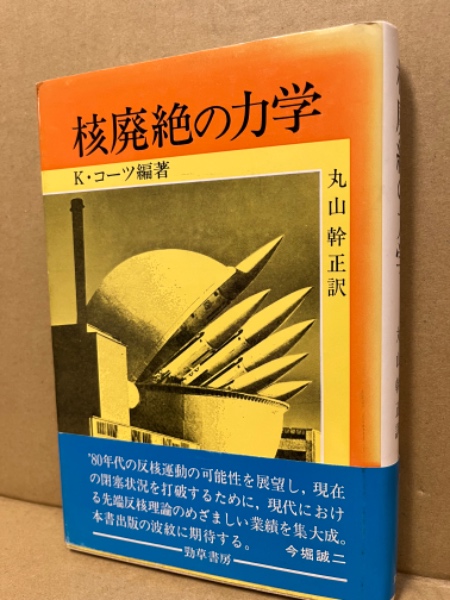 核廃絶の力学
K・コーツ編著
丸山幹正訳
'80年代の反核運動の可能性を展望し，現在
の閉塞状況を打破するために，現代におけ
る先端反核理論のめざましい業績を集大成。
本書出版の波紋に期待する。 今堀誠二
勁草書房